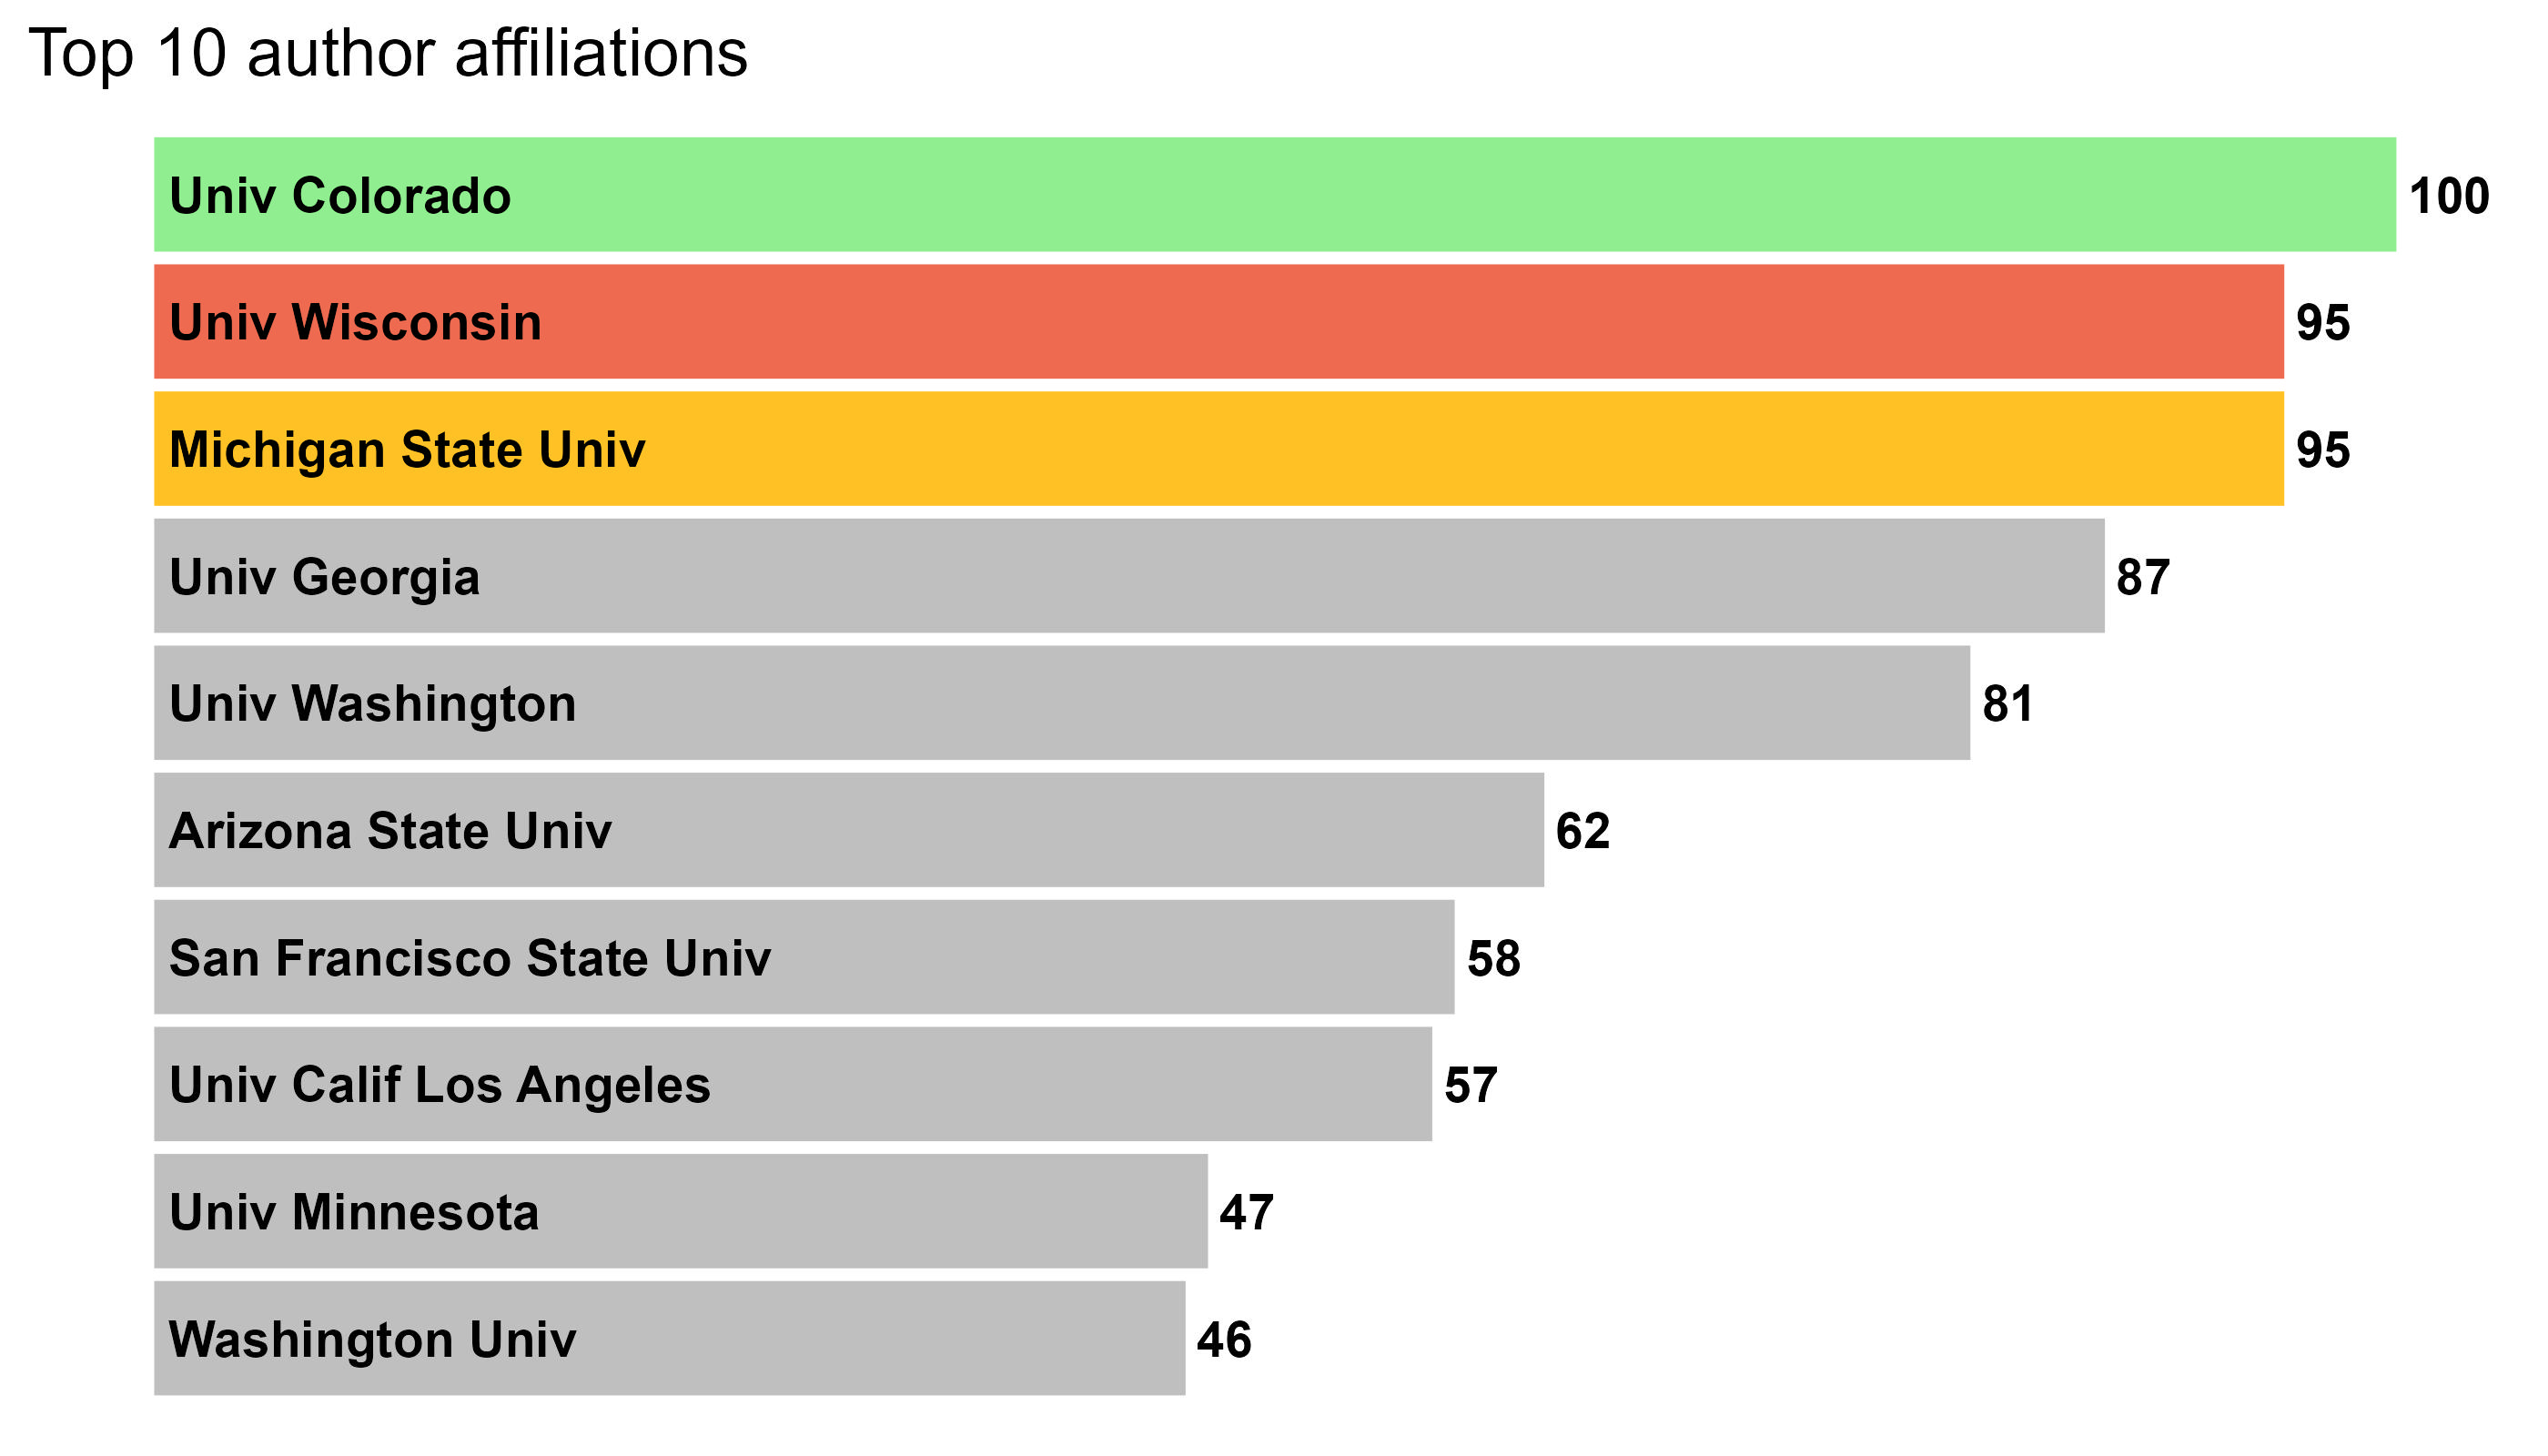 Top 10 author affiliations
Univ Colorado 100
Univ Wisconsin 95
Michigan State Univ 95
Univ Georgia 87
Univ Washington 81
Arizona State Univ 62
San Francisco State Univ 58
Univ Calif Los Angeles 57
Univ Minnesota 47
Washington Univ 46